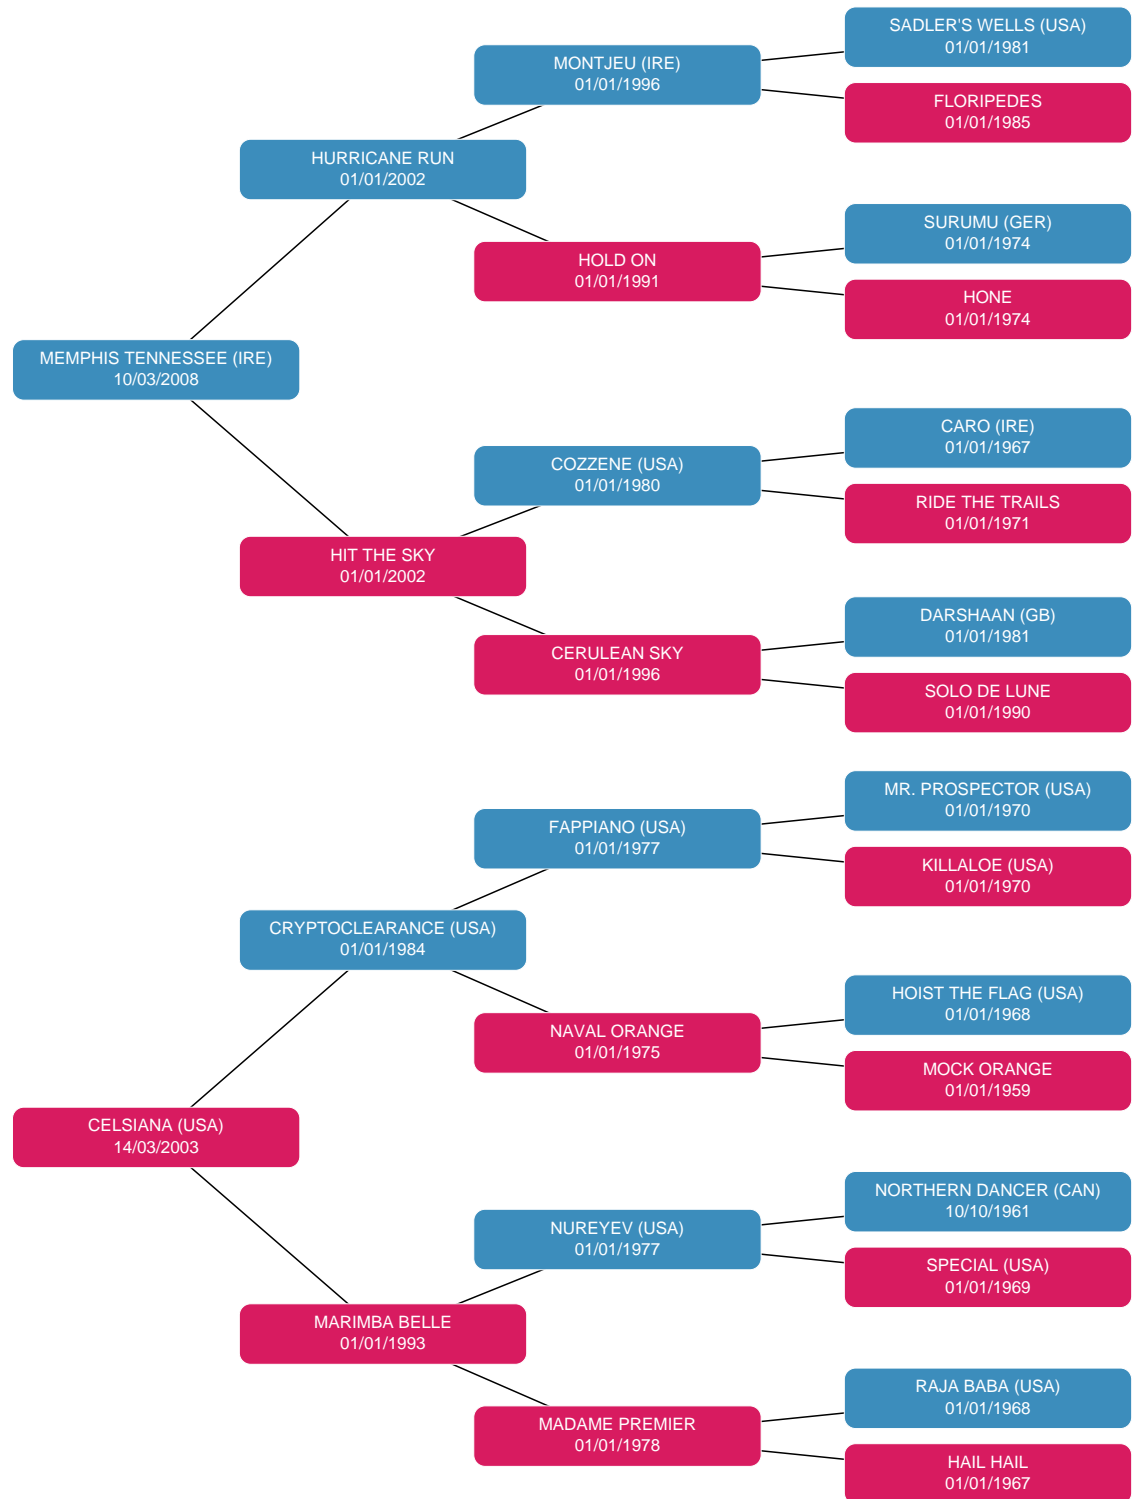 SADLER'S WELLS (USA)
01/01/1981
MONTJEU (IRE)
01/01/1996
FLORIPEDES
01/01/1985
HURRICANE RUN
01/01/2002
SURUMU (GER)
01/01/1974
HOLD ON
01/01/1991
HONE
01/01/1974
MEMPHIS TENNESSEE (IRE)
10/03/2008
CARO (IRE)
01/01/1967
COZZENE (USA)
01/01/1980
RIDE THE TRAILS
01/01/1971
HIT THE SKY
01/01/2002
DARSHAAN (GB)
01/01/1981
CERULEAN SKY
01/01/1996
SOLO DE LUNE
01/01/1990
MR. PROSPECTOR (USA)
01/01/1970
FAPPIANO (USA)
01/01/1977
KILLALOE (USA)
01/01/1970
CRYPTOCLEARANCE (USA)
01/01/1984
HOIST THE FLAG (USA)
01/01/1968
NAVAL ORANGE
01/01/1975
MOCK ORANGE
01/01/1959
CELSIANA (USA)
14/03/2003
NORTHERN DANCER (CAN)
10/10/1961
NUREYEV (USA)
01/01/1977
SPECIAL (USA)
01/01/1969
MARIMBA BELLE
01/01/1993
RAJA BABA (USA)
01/01/1968
MADAME PREMIER
01/01/1978
HAIL HAIL
01/01/1967